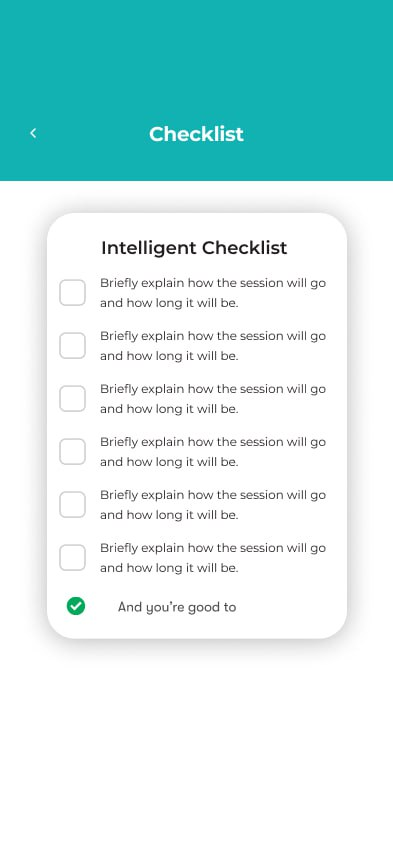 Checklist
Intelligent Checklist
Briefly explain how the session will go
and how long it will be.
Briefly explain how the session will go
and how long it will be.
Briefly explain how the session will go
and how long it will be.
Briefly explain how the session will go
and how long it will be.
Briefly explain how the session will go
and how long it will be.
Briefly explain how the session will go
and how long it will be.
And you're good to